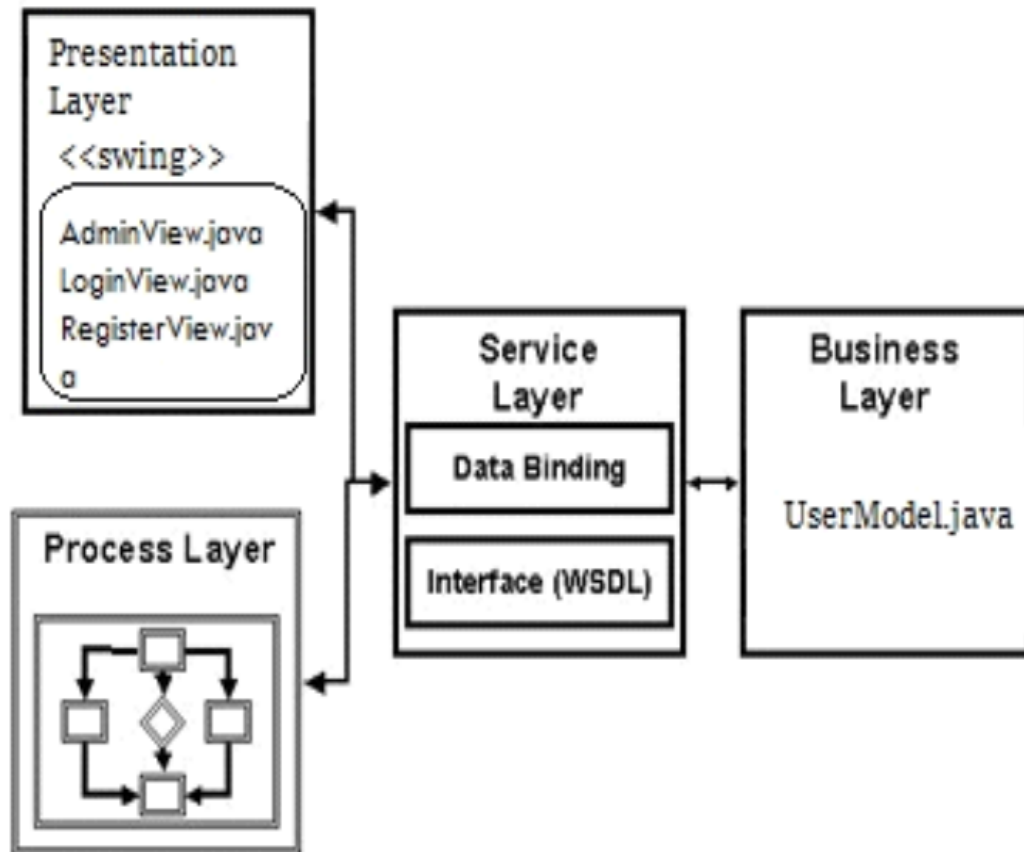 Presentation
Layer
<<swing>>
AdminView.java
LoginView.java
RegisterView.jav
a
Process Layer
Service
Layer
Data Binding
Interface (WSDL)
Business
Layer
UserModel.java